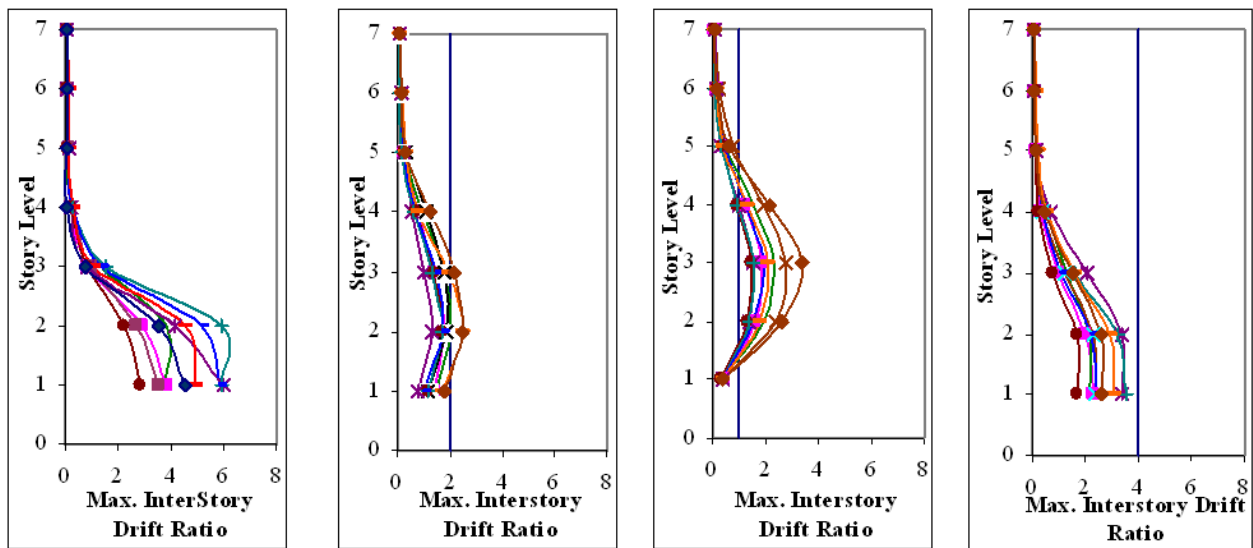 7
6
5
4
3
2
1
0
Story Level
0 2 4 6 8
Max. InterStory
Drift Ratio
7
6
5
4
3
2
1
0
Story Level
0 2 4 6 8
Max. Interstory
Drift Ratio
7
6
5
4
3
2
1
0
Story Level
0 2 4 6 8
Max. Interstory
Drift Ratio
7
6
5
4
3
2
1
0
Story Level
0 2 4 6 8
Max. Interstory Drift
Ratio